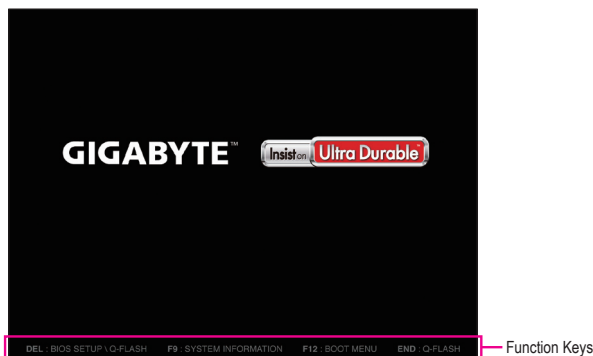 GIGABYTE™
Insist on Ultra Durable™
DEL : BIOS SETUP \ Q-FLASH F9 : SYSTEM INFORMATION F12 : BOOT MENU END : Q-FLASH
Function Keys